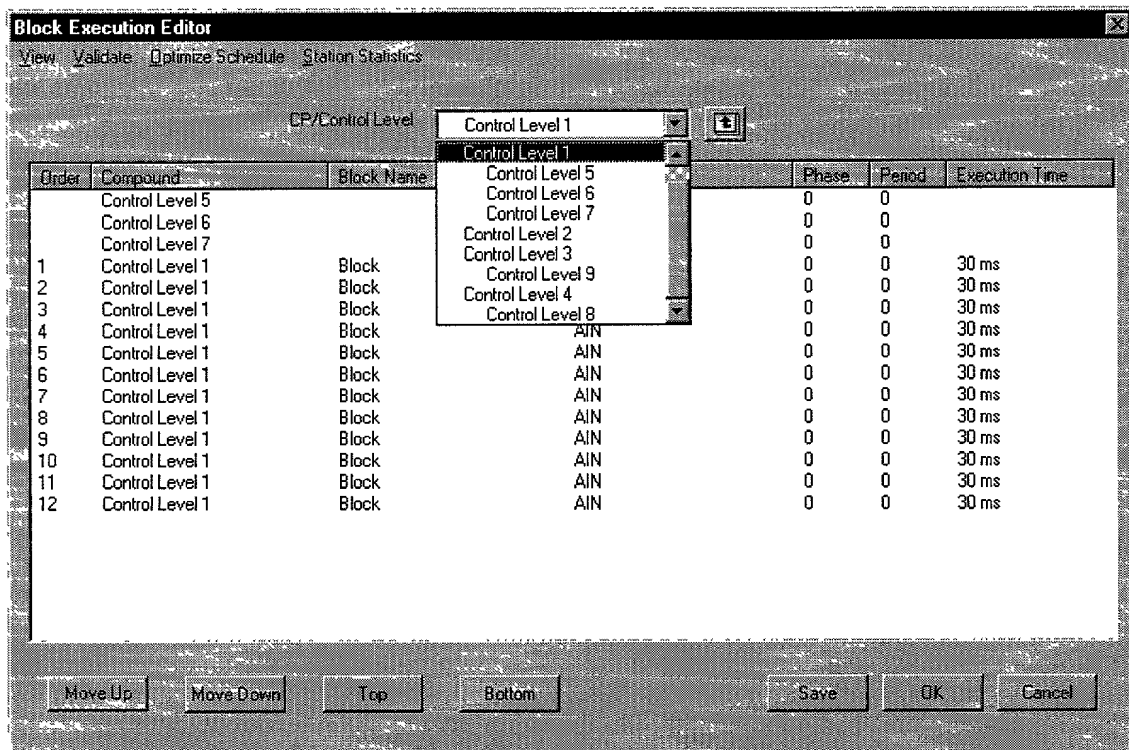 Block Execution Editor
View Validate Optimize Schedule Station Statistics
CP/Control Level Control Level 1
Control Level 1
Control Level 5
Control Level 6
Control Level 7
Control Level 2
Control Level 3
Control Level 9
Control Level 4
Control Level 8
Order Compound Block Name Phase Period Execution Time
Control Level 5 0 0
Control Level 6 0 0
Control Level 7 0 0
1 Control Level 1 Block 0 0 30 ms
2 Control Level 1 Block 0 0 30 ms
3 Control Level 1 Block 0 0 30 ms
4 Control Level 1 Block AIN 0 0 30 ms
5 Control Level 1 Block AIN 0 0 30 ms
6 Control Level 1 Block AIN 0 0 30 ms
7 Control Level 1 Block AIN 0 0 30 ms
8 Control Level 1 Block AIN 0 0 30 ms
9 Control Level 1 Block AIN 0 0 30 ms
10 Control Level 1 Block AIN 0 0 30 ms
11 Control Level 1 Block AIN 0 0 30 ms
12 Control Level 1 Block AIN 0 0 30 ms
Move Up Move Down Top Bottom Save OK Cancel